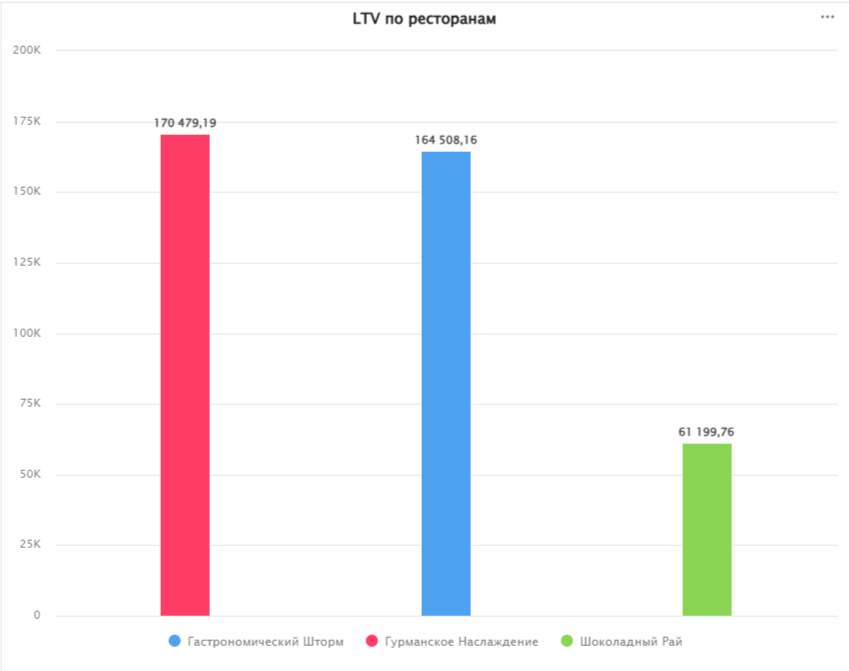 LTV по ресторанам
200K
175K
150K
125K
100K
75K
50K
25K
0
170 479,19
164 508,16
61 199,76
Гастрономический Шторм
Гурманское Наслаждение
Шоколадный Рай